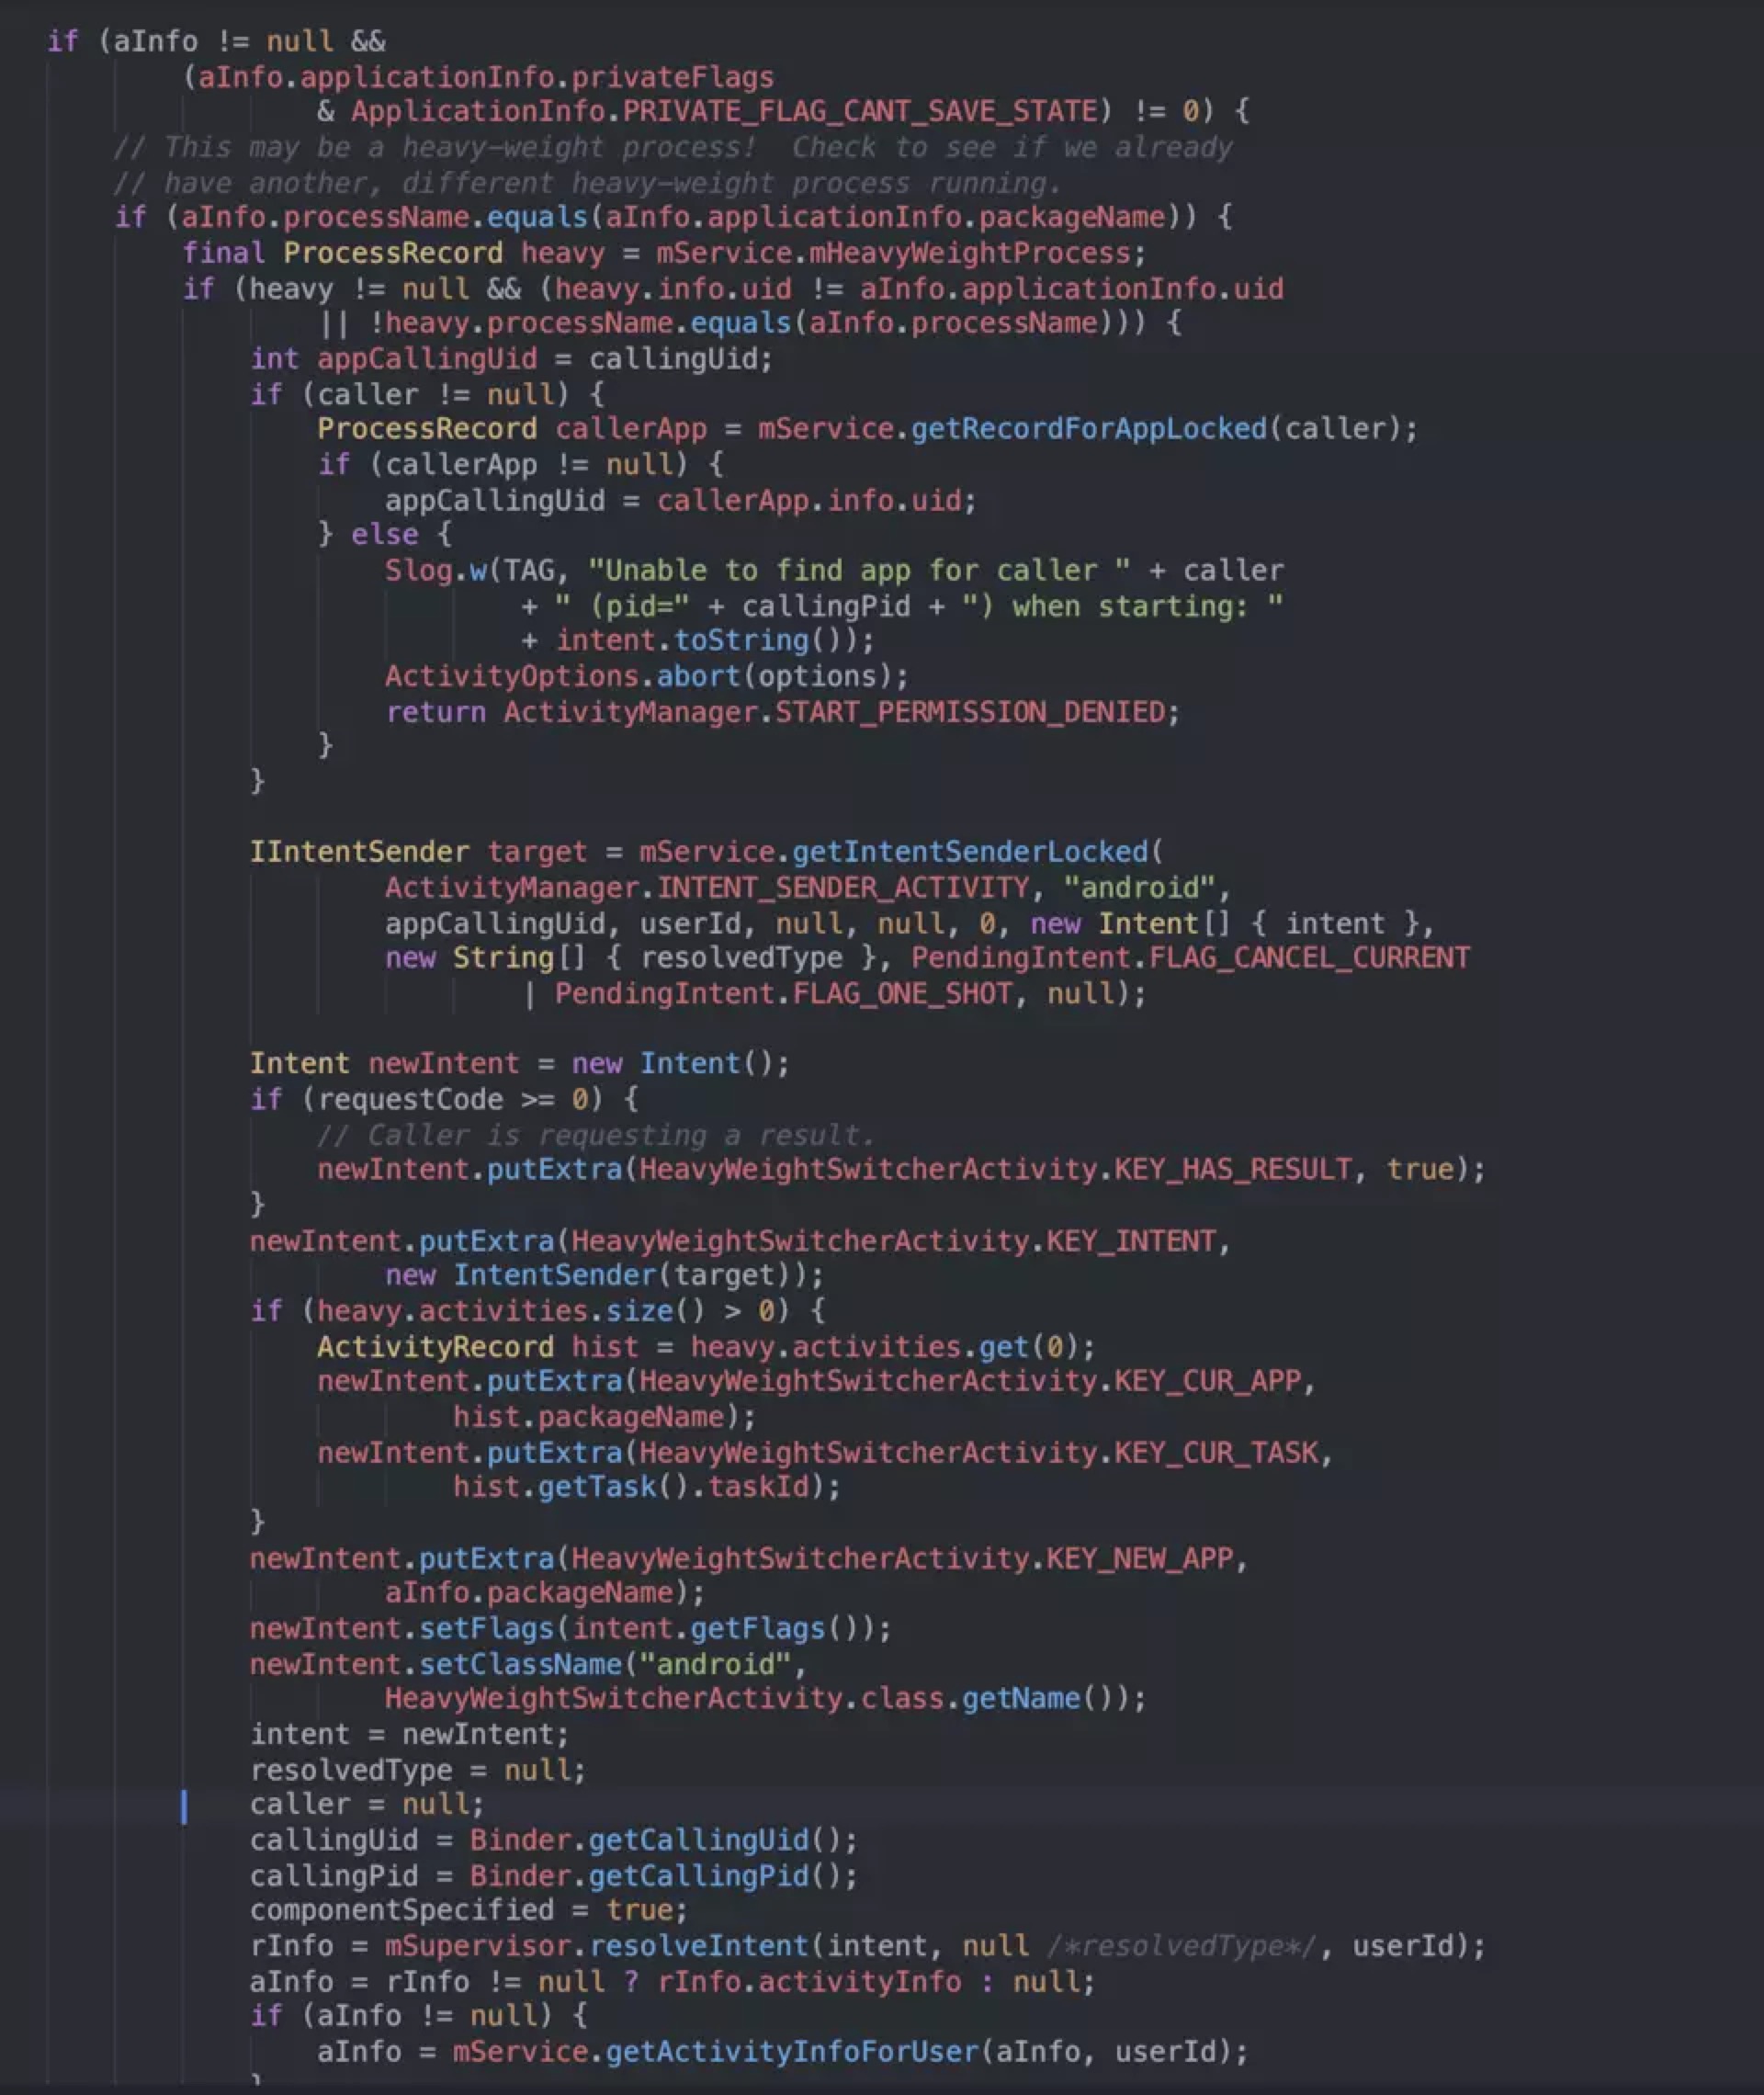 if (aInfo != null &&
(aInfo.applicationInfo.privateFlags
& ApplicationInfo.PRIVATE_FLAG_CANT_SAVE_STATE) != 0) {
// This may be a heavy-weight process!  Check to see if we already
// have another, different heavy-weight process running.
if (aInfo.processName.equals(aInfo.applicationInfo.packageName)) {
final ProcessRecord heavy = mService.mHeavyWeightProcess;
if (heavy != null && (heavy.info.uid != aInfo.applicationInfo.uid
|| !heavy.processName.equals(aInfo.processName))) {
int appCallingUid = callingUid;
if (caller != null) {
ProcessRecord callerApp = mService.getRecordForAppLocked(caller);
if (callerApp != null) {
appCallingUid = callerApp.info.uid;
} else {
Slog.w(TAG, "Unable to find app for caller " + caller
+ " (pid=" + callingPid + ") when starting: "
+ intent.toString());
ActivityOptions.abort(options);
return ActivityManager.START_PERMISSION_DENIED;
}
}
IIntentSender target = mService.getIntentSenderLocked(
ActivityManager.INTENT_SENDER_ACTIVITY, "android",
appCallingUid, userId, null, null, 0, new Intent[] { intent },
new String[] { resolvedType }, PendingIntent.FLAG_CANCEL_CURRENT
| PendingIntent.FLAG_ONE_SHOT, null);
Intent newIntent = new Intent();
if (requestCode >= 0) {
// Caller is requesting a result.
newIntent.putExtra(HeavyWeightSwitcherActivity.KEY_HAS_RESULT, true);
}
newIntent.putExtra(HeavyWeightSwitcherActivity.KEY_INTENT,
new IntentSender(target));
if (heavy.activities.size() > 0) {
ActivityRecord hist = heavy.activities.get(0);
newIntent.putExtra(HeavyWeightSwitcherActivity.KEY_CUR_APP,
hist.packageName);
newIntent.putExtra(HeavyWeightSwitcherActivity.KEY_CUR_TASK,
hist.getTask().taskId);
}
newIntent.putExtra(HeavyWeightSwitcherActivity.KEY_NEW_APP,
aInfo.packageName);
newIntent.setFlags(intent.getFlags());
newIntent.setClassName("android",
HeavyWeightSwitcherActivity.class.getName());
intent = newIntent;
resolvedType = null;
caller = null;
callingUid = Binder.getCallingUid();
callingPid = Binder.getCallingPid();
componentSpecified = true;
rInfo = mSupervisor.resolveIntent(intent, null /*resolvedType*/, userId);
aInfo = rInfo != null ? rInfo.activityInfo : null;
if (aInfo != null) {
aInfo = mService.getActivityInfoForUser(aInfo, userId);
}